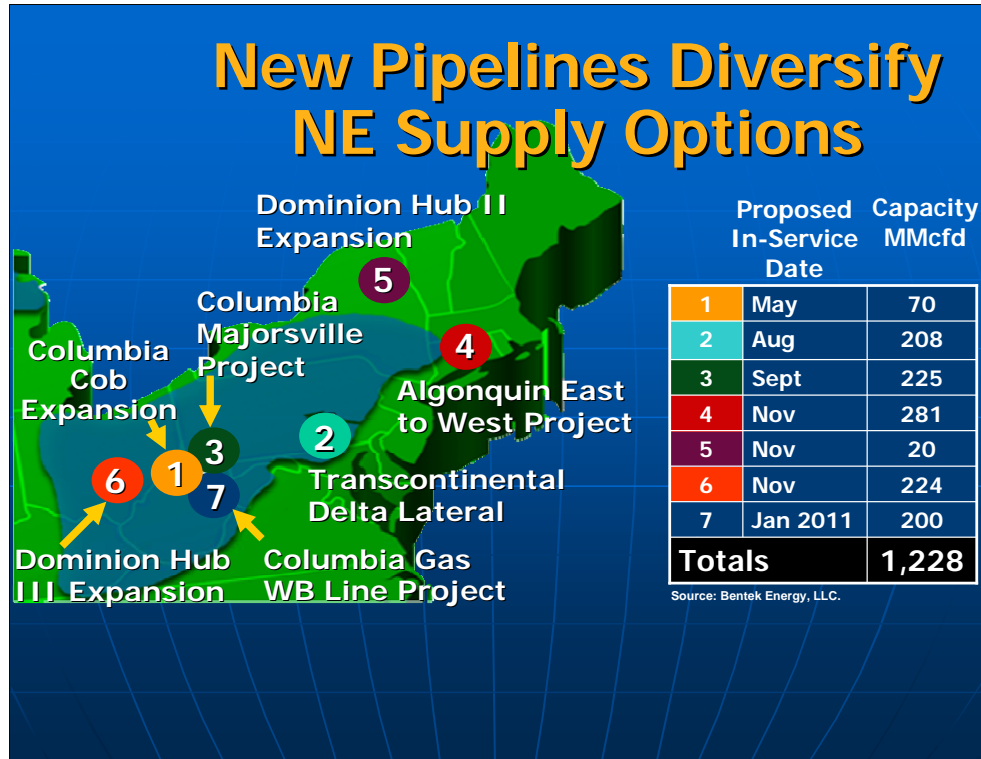 New Pipelines Diversify
NE Supply Options
Dominion Hub II
Expansion
5
Columbia
Majorsville
Project
Columbia
Cob
Expansion
4
Algonquin East
to West Project
3
2
1
6
7
Transcontinental
Delta Lateral
Dominion Hub
III Expansion
Columbia Gas
WB Line Project
Proposed
In-Service
Date
Capacity
MMcfd
1 May 70
2 Aug 208
3 Sept 225
4 Nov 281
5 Nov 20
6 Nov 224
7 Jan 2011 200
Totals 1,228
Source: Bentek Energy, LLC.